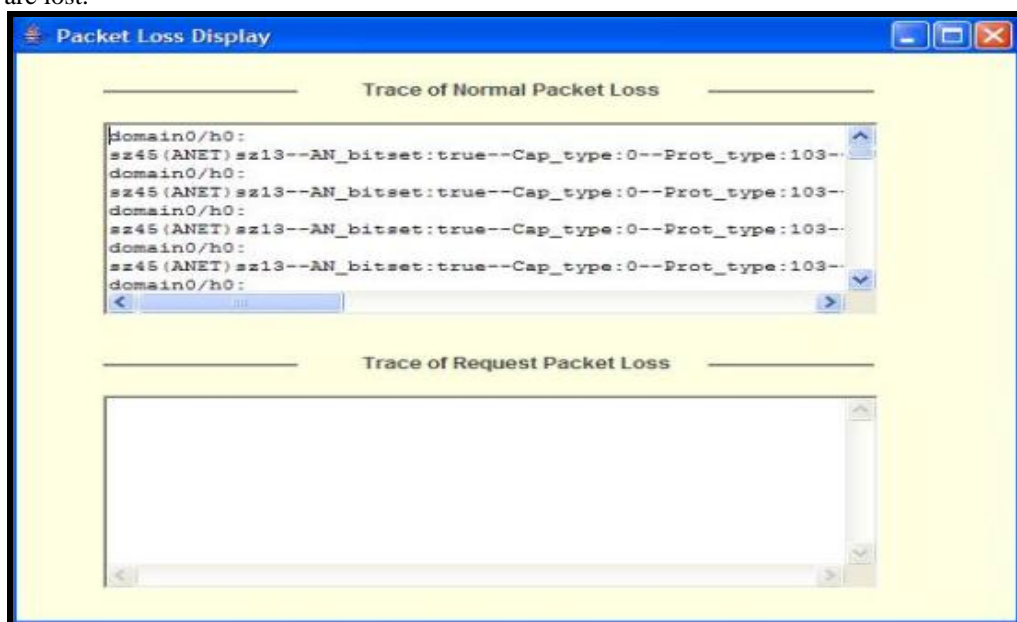 are lost.
Packet Loss Display
Trace of Normal Packet Loss
domain0/h0:
sz45(ANET)sz13--AN_bitset:true--Cap_type:0--Prot_type:103--
domain0/h0:
sz45(ANET)sz13--AN_bitset:true--Cap_type:0--Prot_type:103--
domain0/h0:
sz45(ANET)sz13--AN_bitset:true--Cap_type:0--Prot_type:103--
domain0/h0:
sz45(ANET)sz13--AN_bitset:true--Cap_type:0--Prot_type:103--
domain0/h0:
Trace of Request Packet Loss